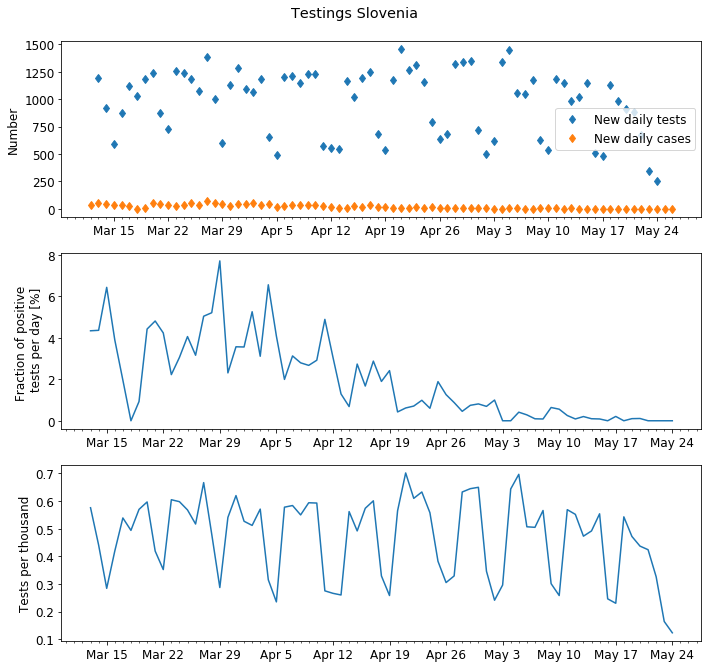 Testings Slovenia
1500
1250
1000
750
500
250
0
Number
New daily tests
New daily cases
Mar 15 Mar 22 Mar 29 Apr 5 Apr 12 Apr 19 Apr 26 May 3 May 10 May 17 May 24
8
6
4
2
0
Fraction of positive
tests per day [%]
Mar 15 Mar 22 Mar 29 Apr 5 Apr 12 Apr 19 Apr 26 May 3 May 10 May 17 May 24
0.7
0.6
0.5
0.4
0.3
0.2
0.1
Tests per thousand
Mar 15 Mar 22 Mar 29 Apr 5 Apr 12 Apr 19 Apr 26 May 3 May 10 May 17 May 24